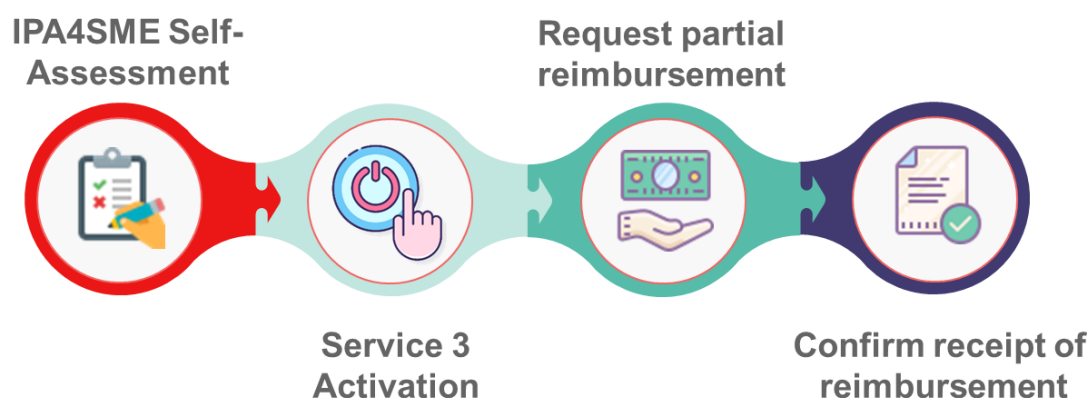 IPA4SME Self-
Assessment
Service 3
Activation
Request partial
reimbursement
Confirm receipt of
reimbursement